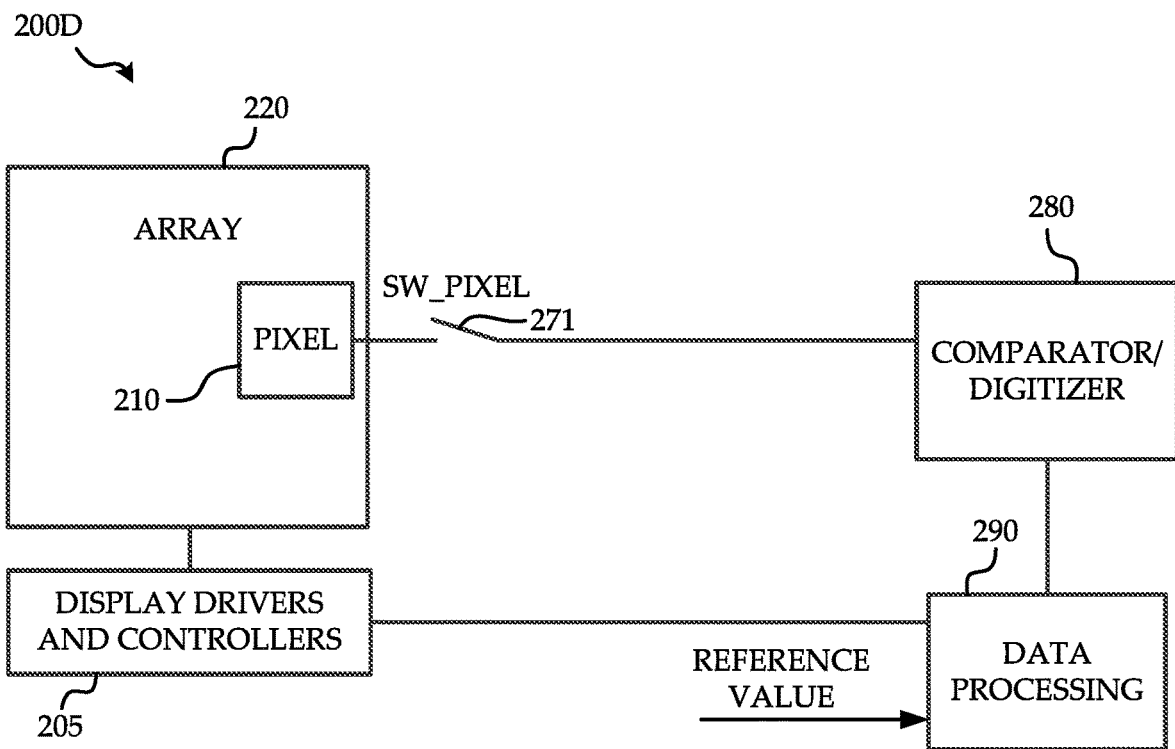 200D
220
ARRAY
280
SW_PIXEL
271
PIXEL
COMPARATOR/
DIGITIZER
210
290
DISPLAY DRIVERS
AND CONTROLLERS
DATA
PROCESSING
REFERENCE
VALUE
205